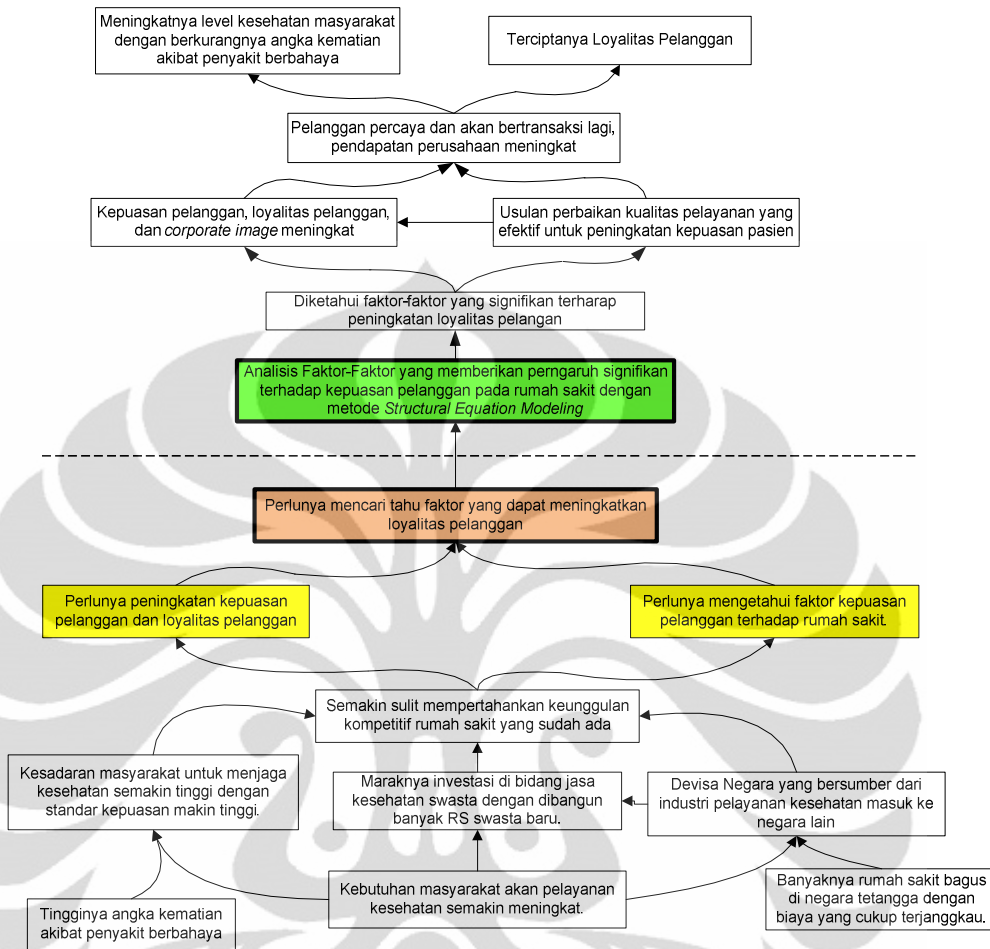 Meningkatnya level kesehatan masyarakat
dengan berkurangnya angka kematian
akibat penyakit berbahaya
Terciptanya Loyalitas Pelanggan
Pelanggan percaya dan akan bertransaksi lagi,
pendapatan perusahaan meningkat
Kepuasan pelanggan, loyalitas pelanggan,
dan corporate image meningkat
Usulan perbaikan kualitas pelayanan yang
efektif untuk peningkatan kepuasan pasien
Diketahui faktor-faktor yang signifikan terharap
peningkatan loyalitas pelangan
Analisis Faktor-Faktor yang memberikan perngaruh signifikan
terhadap kepuasan pelanggan pada rumah sakit dengan
metode Structural Equation Modeling
Perlunya mencari tahu faktor yang dapat meningkatkan
loyalitas pelanggan
Perlunya peningkatan kepuasan
pelanggan dan loyalitas pelanggan
Perlunya mengetahui faktor kepuasan
pelanggan terhadap rumah sakit.
Semakin sulit mempertahankan keunggulan
kompetitif rumah sakit yang sudah ada
Kesadaran masyarakat untuk menjaga
kesehatan semakin tinggi dengan
standar kepuasan makin tinggi.
Maraknya investasi di bidang jasa
kesehatan swasta dengan dibangun
banyak RS swasta baru.
Devisa Negara yang bersumber dari
industri pelayanan kesehatan masuk ke
negara lain
Tingginya angka kematian
akibat penyakit berbahaya
Kebutuhan masyarakat akan pelayanan
kesehatan semakin meningkat.
Banyaknya rumah sakit bagus
di negara tetangga dengan
biaya yang cukup terjanggkau.